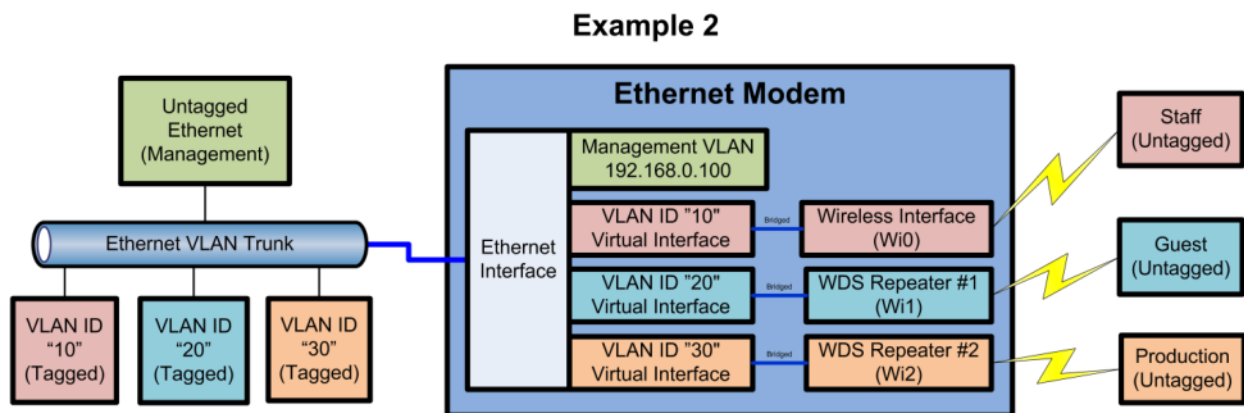 Example 2
Untagged
Ethernet
(Management)
Ethernet VLAN Trunk
VLAN ID
“10”
(Tagged)
VLAN ID
“20”
(Tagged)
VLAN ID
“30”
(Tagged)
Ethernet Modem
Ethernet
Interface
Management VLAN
192.168.0.100
VLAN ID ”10"
Virtual Interface
Bridged
Wireless Interface
(Wi0)
VLAN ID ”20"
Virtual Interface
Bridged
WDS Repeater #1
(Wi1)
VLAN ID ”30"
Virtual Interface
Bridged
WDS Repeater #2
(Wi2)
Staff
(Untagged)
Guest
(Untagged)
Production
(Untagged)